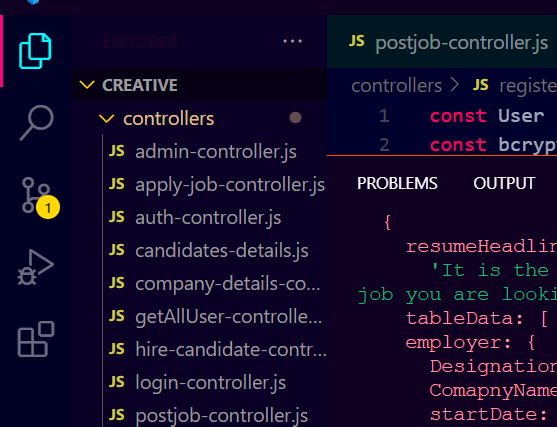 EXPLORER
CREATIVE
controllers
JS admin-controller.js
JS apply-job-controller.js
JS auth-controller.js
JS candidates-details.js
JS company-details-co...
JS getAllUser-controlle...
JS hire-candidate-contr...
JS login-controller.js
JS postjob-controller.js
1
JS postjob-controller.js
controllers > JS registe
1 const User
2 const bcryp
PROBLEMS OUTPUT
{
resumeHeadlin
'It is the
job you are looki
tableData: [
employer: {
Designation
ComapnyName
startDate: